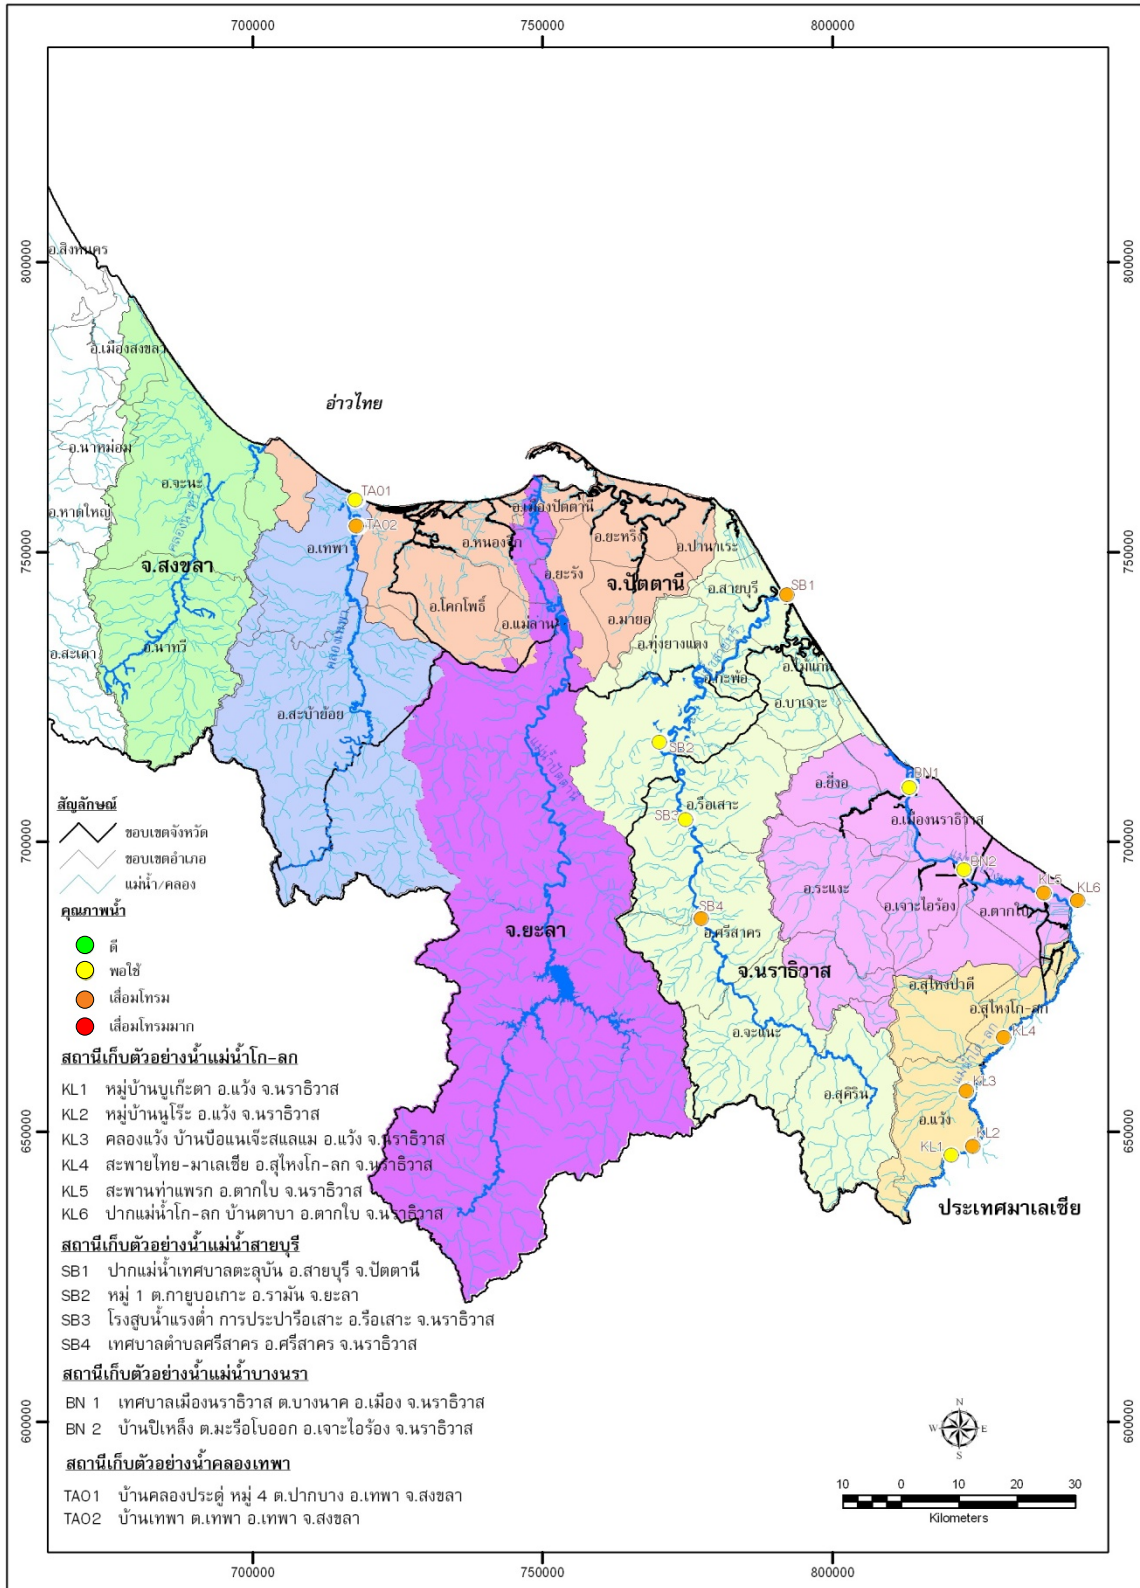 700000
750000
800000
800000
800000
อ.สิงหนคร
อ.เมืองสงขลา
อ่าวไทย
อ.นาหม่อม
อ.จะนะ
อ.หาดใหญ่
คลองนาทวี
TA01
TA02
อ.เมืองปัตตานี
อ.หนองจิก
อ.ยะหริ่ง
อ.ปานาเระ
750000
750000
อ.เทพา
จ.สงขลา
อ.ยะรัง
จ.ปัตตานี
อ.สายบุรี
SB1
อ.โคกโพธิ์
อ.แม่ลาน
อ.มายอ
อ.ทุ่งยางแดง
อ.สะเดา
อ.นาทวี
คลองเทพา
แม่น้ำสายบุรี
อ.ไม้แก่น
อ.กะพ้อ
อ.บาเจาะ
อ.สะบ้าย้อย
แม่น้ำปัตตานี
SB2
อ.ยี่งอ
BN1
อ.รือเสาะ
SB3
อ.เมืองนราธิวาส
700000
700000
BN2
KL5
KL6
อ.ระแงะ
อ.เจาะไอร้อง
อ.ตากใบ
SB4
อ.ศรีสาคร
จ.ยะลา
จ.นราธิวาส
อ.สุไหงปาดี
อ.สุไหงโก-ลก
อ.จะแนะ
KL4
แม่น้ำโก-ลก
KL3
อ.สุคิริน
อ.แว้ง
KL2
KL1
650000
650000
ประเทศมาเลเซีย
สัญลักษณ์
ขอบเขตจังหวัด
ขอบเขตอำเภอ
แม่น้ำ/คลอง
คุณภาพน้ำ
ดี
พอใช้
เสื่อมโทรม
เสื่อมโทรมมาก
สถานีเก็บตัวอย่างน้ำแม่น้ำโก-ลก
KL1 หมู่บ้านบูเก๊ะตา อ.แว้ง จ.นราธิวาส
KL2 หมู่บ้านนูโร๊ะ อ.แว้ง จ.นราธิวาส
KL3 คลองแว้ง บ้านบือแนเจ๊ะสแลแม อ.แว้ง จ.นราธิวาส
KL4 สะพายไทย-มาเลเซีย อ.สุไหงโก-ลก จ.นราธิวาส
KL5 สะพานท่าแพรก อ.ตากใบ จ.นราธิวาส
KL6 ปากแม่น้ำโก-ลก บ้านตาบา อ.ตากใบ จ.นราธิวาส
สถานีเก็บตัวอย่างน้ำแม่น้ำสายบุรี
SB1 ปากแม่น้ำเทศบาลตะลุบัน อ.สายบุรี จ.ปัตตานี
SB2 หมู่ 1 ต.กายูบอเกาะ อ.รามัน จ.ยะลา
SB3 โรงสูบน้ำแรงต่ำ การประปารือเสาะ อ.รือเสาะ จ.นราธิวาส
SB4 เทศบาลตำบลศรีสาคร อ.ศรีสาคร จ.นราธิวาส
สถานีเก็บตัวอย่างน้ำแม่น้ำบางนรา
BN 1 เทศบาลเมืองนราธิวาส ต.บางนาค อ.เมือง จ.นราธิวาส
BN 2 บ้านปิเหล็ง ต.มะรือโบออก อ.เจาะไอร้อง จ.นราธิวาส
สถานีเก็บตัวอย่างน้ำคลองเทพา
TA01 บ้านคลองประดู่ หมู่ 4 ต.ปากบาง อ.เทพา จ.สงขลา
TA02 บ้านเทพา ต.เทพา อ.เทพา จ.สงขลา
600000
600000
N
W
E
S
10 0 10 20 30
Kilometers
700000
750000
800000